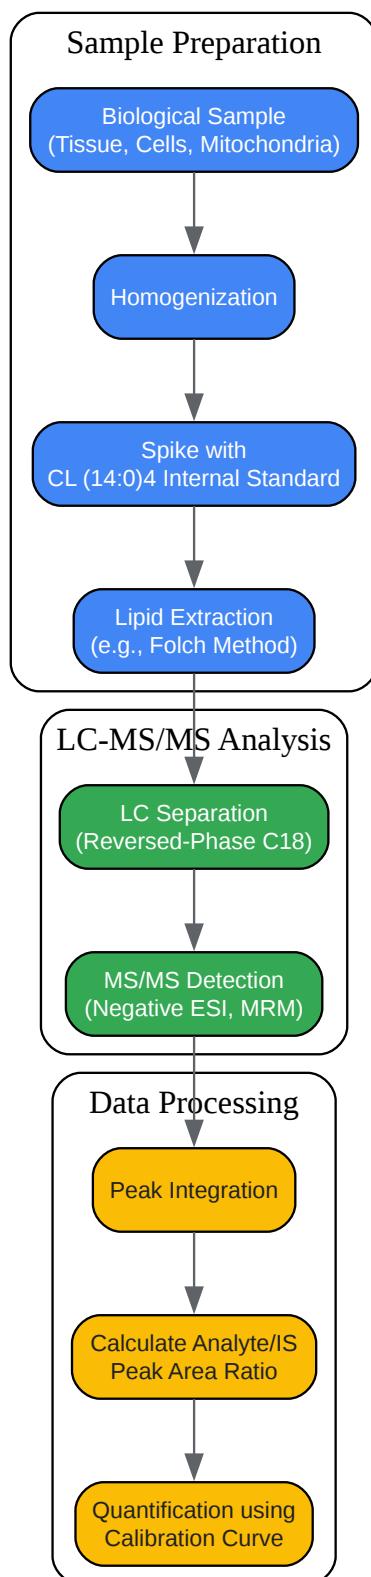 Sample Preparation
Biological Sample
(Tissue, Cells, Mitochondria)
Homogenization
Spike with
CL (14:0)4 Internal Standard
Lipid Extraction
(e.g., Folch Method)
LC-MS/MS Analysis
LC Separation
(Reversed-Phase C18)
MS/MS Detection
(Negative ESI, MRM)
Data Processing
Peak Integration
Calculate Analyte/IS
Peak Area Ratio
Quantification using
Calibration Curve